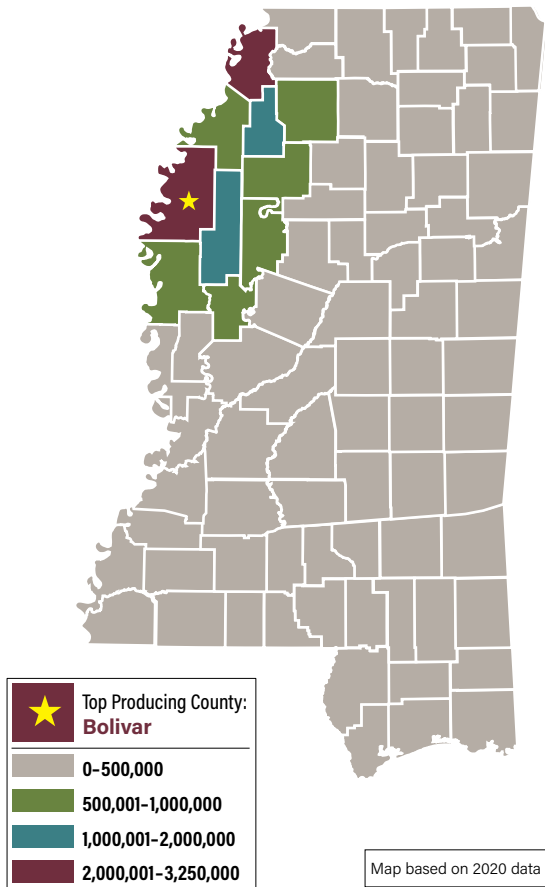 Top Producing County:
Bolivar
0–500,000
500,001–1,000,000
1,000,001–2,000,000
2,000,001–3,250,000
Map based on 2020 data